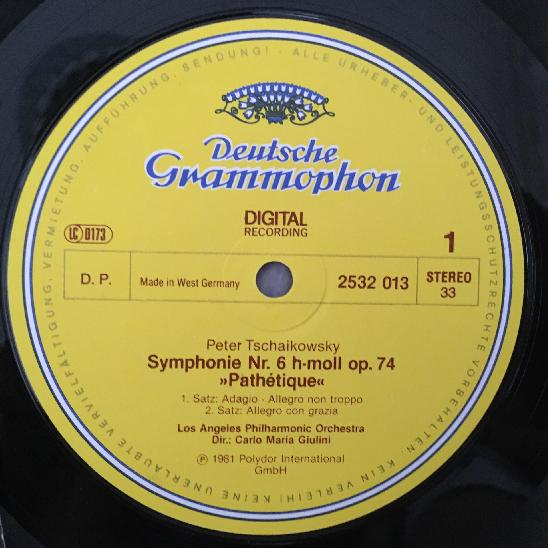 KEINE UNERLAUBTE VERVIELFÄLTIGUNG, VERMIETUNG, AUFFÜHRUNG, SENDUNG! · ALLE URHEBER- UND LEISTUNGSSCHUTZRECHTE VORBEHALTEN, KEIN VERLEIH!
Deutsche
Grammophon
DIGITAL
RECORDING
LC 0173
1
D. P.
Made in West Germany
2532 013
STEREO
33
Peter Tschaikowsky
Symphonie Nr. 6 h-moll op. 74
»Pathétique«
1. Satz: Adagio · Allegro non troppo
2. Satz: Allegro con grazia
Los Angeles Philharmonic Orchestra
Dir.: Carlo Maria Giulini
℗ 1981 Polydor International
GmbH